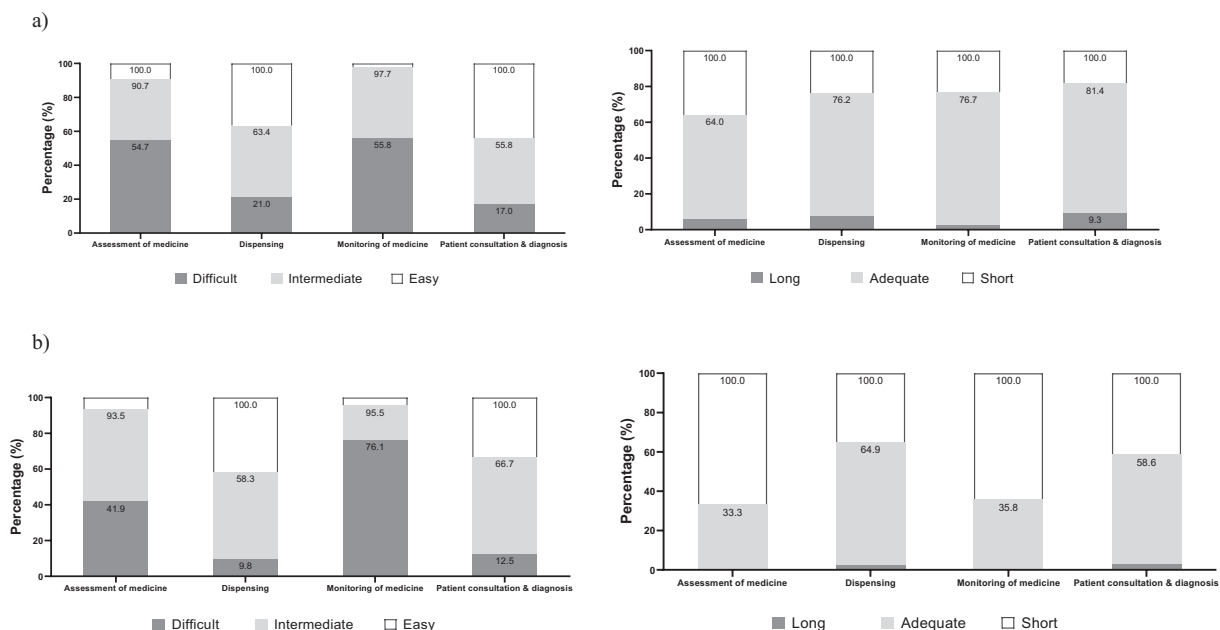 a)
Percentage (%)
100
80
60
40
20
0
100.0
90.7
54.7
100.0
63.4
21.0
97.7
55.8
100.0
55.8
17.0
Assessment of medicine
Dispensing
Monitoring of medicine
Patient consultation & diagnosis
Difficult
Intermediate
Easy
Percentage (%)
100
80
60
40
20
0
100.0
64.0
100.0
76.2
100.0
76.7
100.0
81.4
9.3
Assessment of medicine
Dispensing
Monitoring of medicine
Patient consultation & diagnosis
Long
Adequate
Short
b)
Percentage (%)
100
80
60
40
20
0
93.5
41.9
100.0
58.3
9.8
95.5
76.1
100.0
66.7
12.5
Assessment of medicine
Dispensing
Monitoring of medicine
Patient consultation & diagnosis
Difficult
Intermediate
Easy
Percentage (%)
100
80
60
40
20
0
100.0
33.3
100.0
64.9
100.0
35.8
100.0
58.6
Assessment of medicine
Dispensing
Monitoring of medicine
Patient consultation & diagnosis
Long
Adequate
Short